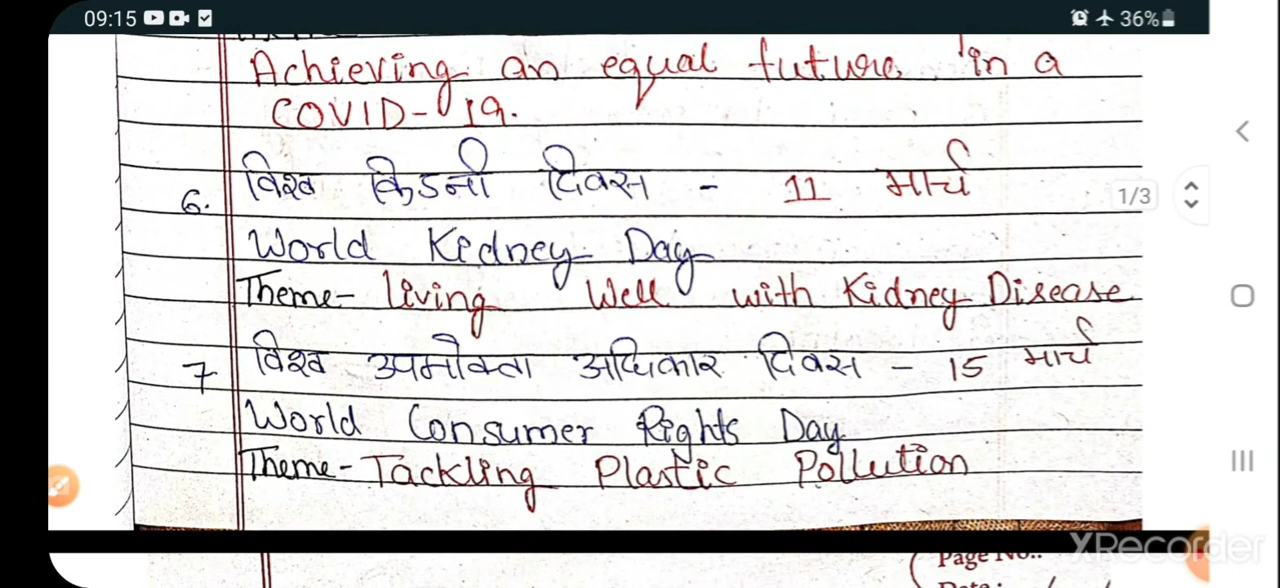 09:15 36%
Achieving an equal future in a
COVID-19.
6. विश्व किडनी दिवस - 11 मार्च
1/3
World Kidney Day
Theme- living Well with Kidney Disease
7 विश्व उपभोक्ता अधिकार दिवस - 15 मार्च
World Consumer Rights Day
Theme- Tackling Plastic Pollution
XRecorder
Page No.: